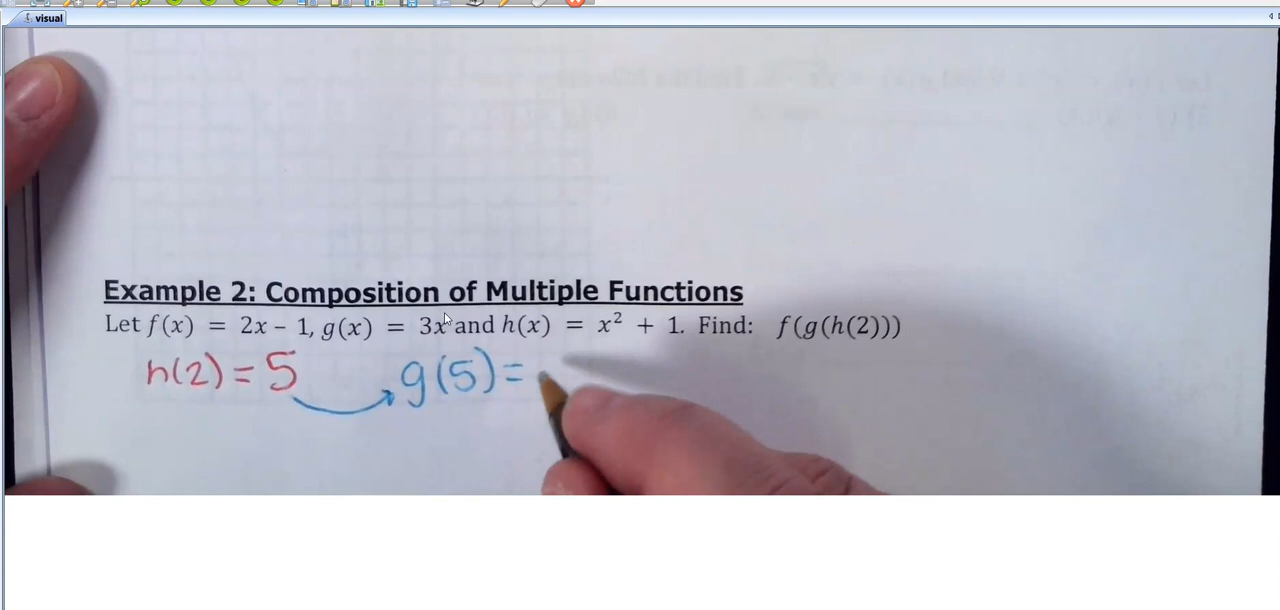 visual
Example 2: Composition of Multiple Functions
Let f(x) = 2x – 1, g(x) = 3x and h(x) = x² + 1. Find: f(g(h(2)))
h(2) = 5 g(5) =